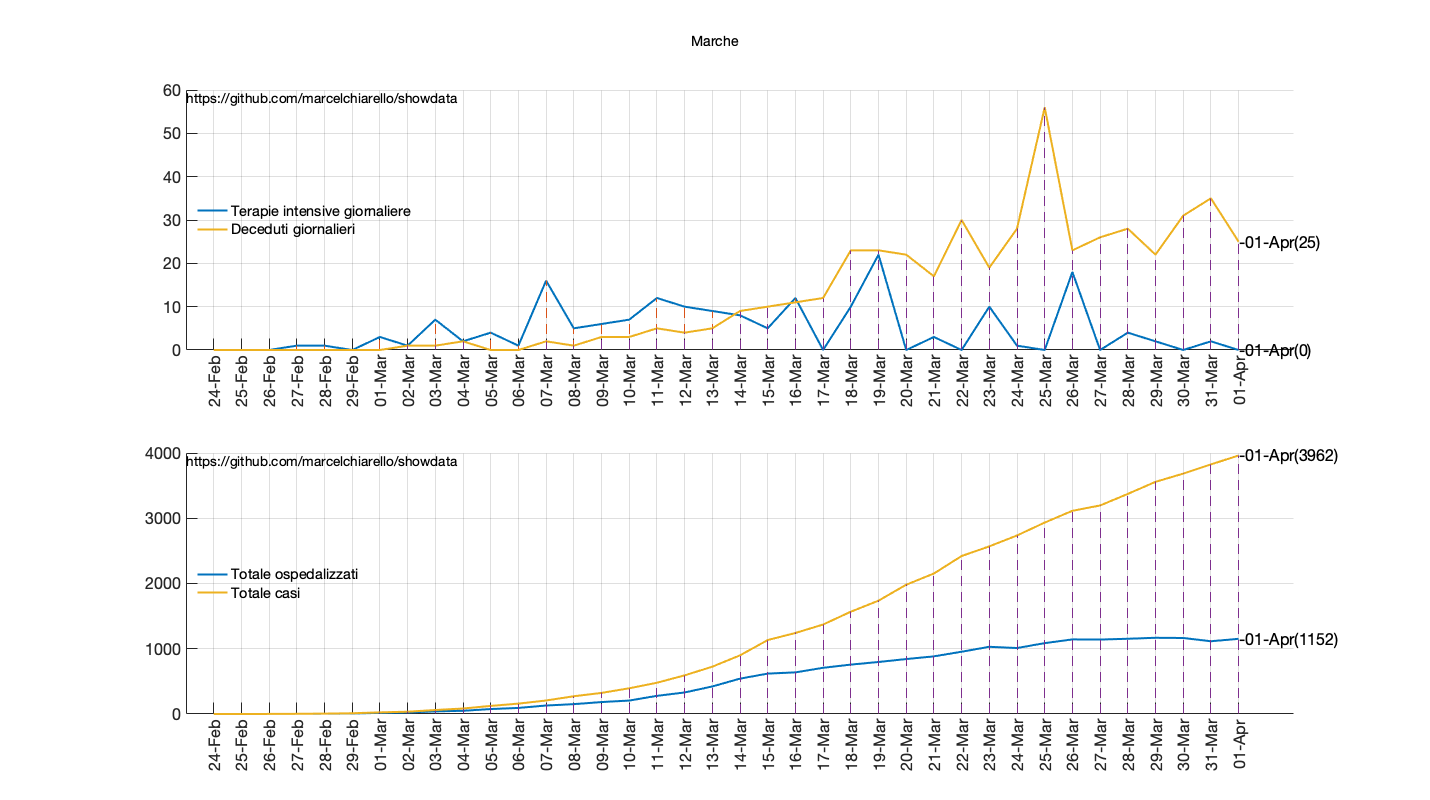 Marche
60
https://github.com/marcelchiarello/showdata
50
40
30
Terapie intensive giornaliere
Deceduti giornalieri
-01-Apr(25)
20
10
0
-01-Apr(0)
24-Feb
25-Feb
26-Feb
27-Feb
28-Feb
29-Feb
01-Mar
02-Mar
03-Mar
04-Mar
05-Mar
06-Mar
07-Mar
08-Mar
09-Mar
10-Mar
11-Mar
12-Mar
13-Mar
14-Mar
15-Mar
16-Mar
17-Mar
18-Mar
19-Mar
20-Mar
21-Mar
22-Mar
23-Mar
24-Mar
25-Mar
26-Mar
27-Mar
28-Mar
29-Mar
30-Mar
31-Mar
01-Apr
4000
https://github.com/marcelchiarello/showdata
-01-Apr(3962)
3000
Totale ospedalizzati
2000
Totale casi
1000
-01-Apr(1152)
0
24-Feb
25-Feb
26-Feb
27-Feb
28-Feb
29-Feb
01-Mar
02-Mar
03-Mar
04-Mar
05-Mar
06-Mar
07-Mar
08-Mar
09-Mar
10-Mar
11-Mar
12-Mar
13-Mar
14-Mar
15-Mar
16-Mar
17-Mar
18-Mar
19-Mar
20-Mar
21-Mar
22-Mar
23-Mar
24-Mar
25-Mar
26-Mar
27-Mar
28-Mar
29-Mar
30-Mar
31-Mar
01-Apr